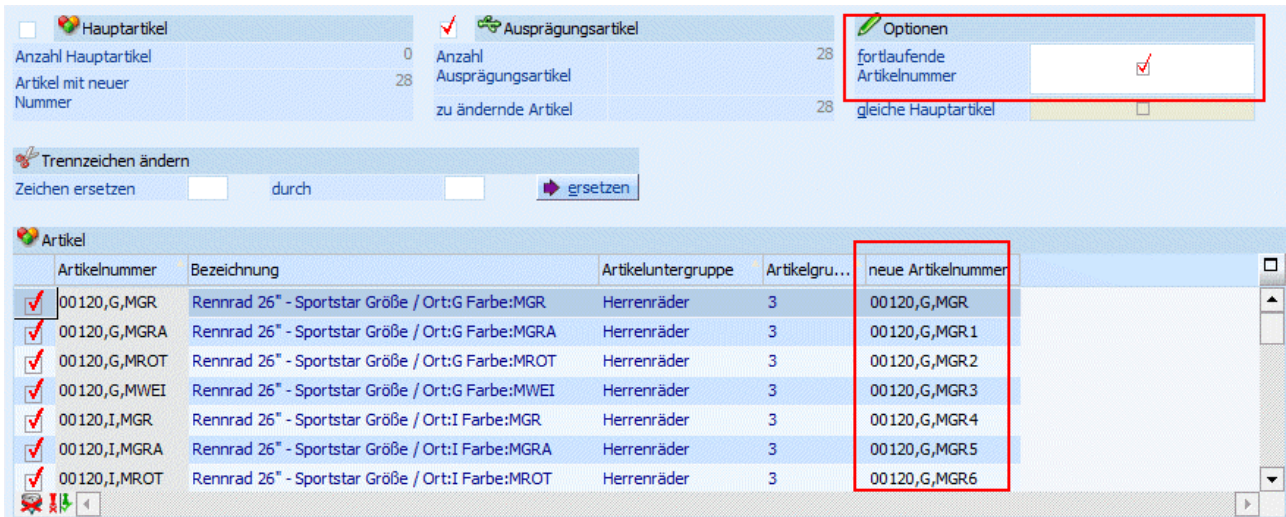 Hauptartikel
Anzahl Hauptartikel 0
Artikel mit neuer Nummer 28
Ausprägungsartikel
Anzahl Ausprägungsartikel 28
zu ändernde Artikel 28
Optionen
fortlaufende Artikelnummer
gleiche Hauptartikel
Trennzeichen ändern
Zeichen ersetzen durch ersetzen
Artikel
Artikelnummer Bezeichnung Artikeluntergruppe Artikelgru... neue Artikelnummer
00120,G,MGR Rennrad 26" - Sportstar Größe / Ort:G Farbe:MGR Herrenräder 3 00120,G,MGR
00120,G,MGRA Rennrad 26" - Sportstar Größe / Ort:G Farbe:MGRA Herrenräder 3 00120,G,MGR1
00120,G,MROT Rennrad 26" - Sportstar Größe / Ort:G Farbe:MROT Herrenräder 3 00120,G,MGR2
00120,G,MWEI Rennrad 26" - Sportstar Größe / Ort:G Farbe:MWEI Herrenräder 3 00120,G,MGR3
00120,I,MGR Rennrad 26" - Sportstar Größe / Ort:I Farbe:MGR Herrenräder 3 00120,G,MGR4
00120,I,MGRA Rennrad 26" - Sportstar Größe / Ort:I Farbe:MGRA Herrenräder 3 00120,G,MGR5
00120,I,MROT Rennrad 26" - Sportstar Größe / Ort:I Farbe:MROT Herrenräder 3 00120,G,MGR6